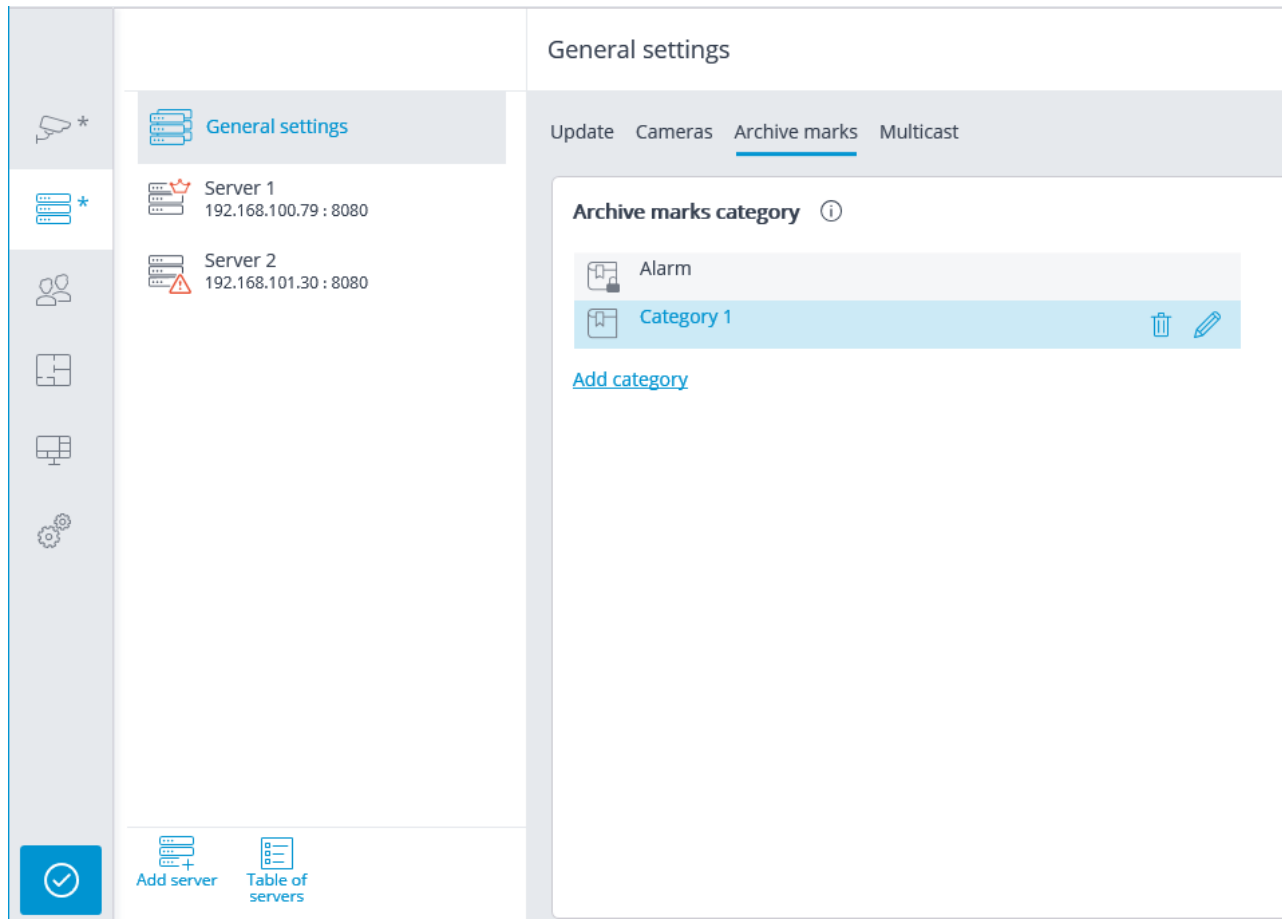 General settings
*
General settings
Update Cameras Archive marks Multicast
*
Server 1
192.168.100.79 : 8080
Archive marks category
Server 2
192.168.101.30 : 8080
Alarm
Category 1
Add category
Add server
Table of
servers